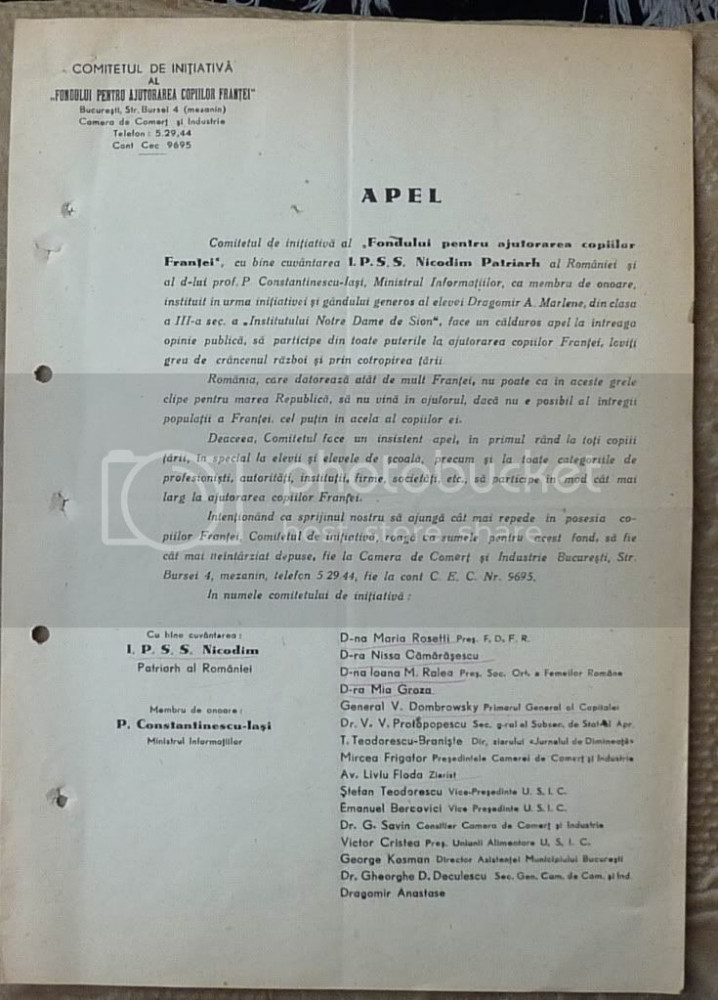 COMITETUL DE INIȚIATIVĂ
AL
„FONDULUI PENTRU AJUTORAREA COPIILOR FRANȚEI"
București, Str. Bursei 4 (mezanin)
Camera de Comerț și Industrie
Telefon : 5.29,44
Cont Cec 9695
APEL
Comitetul de inițiativă al „Fondului pentru ajutorarea copiilor
Franței", cu bine cuvântarea I. P. S. S. Nicodim Patriarh al României și
al d-lui prof. P Constantinescu-Iași, Ministrul Informațiilor, ca membru de onoare,
instituit în urma inițiativei și gândului generos al elevei Dragomir A. Marlene, din clasa
a III-a sec. a „Institutului Notre Dame de Sion", face un călduros apel la întreaga
opinie publică, să participe din toate puterile la ajutorarea copiilor Franței, loviți
greu de crâncenul război și prin cotropirea țării.
România, care datorează atât de mult Franței, nu poate ca în aceste grele
clipe pentru marea Republică, să nu vină în ajutorul, dacă nu e posibil al întregii
populații a Franței, cel puțin în acela al copiilor ei.
Deaceea, Comitetul face un insistent apel, în primul rând la toți copiii
țării, în special la elevii și elevele de școală, precum și la toate categoriile de
profesioniști, autorități, instituții, firme, societăți, etc., să participe în mod cât mai
larg la ajutorarea copiilor Franței.
Intenționând ca sprijinul nostru să ajungă cât mai repede în posesia co-
piilor Franței, Comitetul de inițiativă, roagă ca sumele pentru acest fond, să fie
cât mai neîntârziat depuse, fie la Camera de Comerț și Industrie București, Str.
Bursei 4, mezanin, telefon 5.29.44, fie la cont C. E. C. Nr. 9695.
In numele comitetului de inițiativă :
Cu bine cuvântarea :
I. P. S. S. Nicodim
Patriarh al României
Membru de onoare :
P. Constantinescu-Iași
Ministrul Informațiilor
D-na Maria Rosetti Preș. F. D. F. R.
D-ra Nissa Cămărășescu
D-na Ioana M. Ralea Preș. Soc. Ort. a Femeilor Române
D-ra Mia Groza
General V. Dombrowsky Primarul General al Capitalei
Dr. V. V. Protopopescu Sec. g-ral al Subsec. de Stat Al Apr.
T. Teodorescu-Braniște Dir, ziarului «Jurnalul de Dimineață»
Mircea Frigator Președintele Camerei de Comerț și Industrie
Av. Liviu Floda Ziarist
Ștefan Teodorescu Vice-Președinte U. S. I. C.
Emanuel Bercovici Vice Președinte U. S. I. C.
Dr. G. Savin Consilier Camera de Comerț și Industrie
Victor Cristea Preș. Uniunii Alimentare U, S, I. C.
George Kosman Director Asistenței Municipiului București
Dr. Gheorghe D. Deculescu Sec. Gen. Cam. de Com. și Ind.
Dragomir Anastase
photobucket
host. store. share.